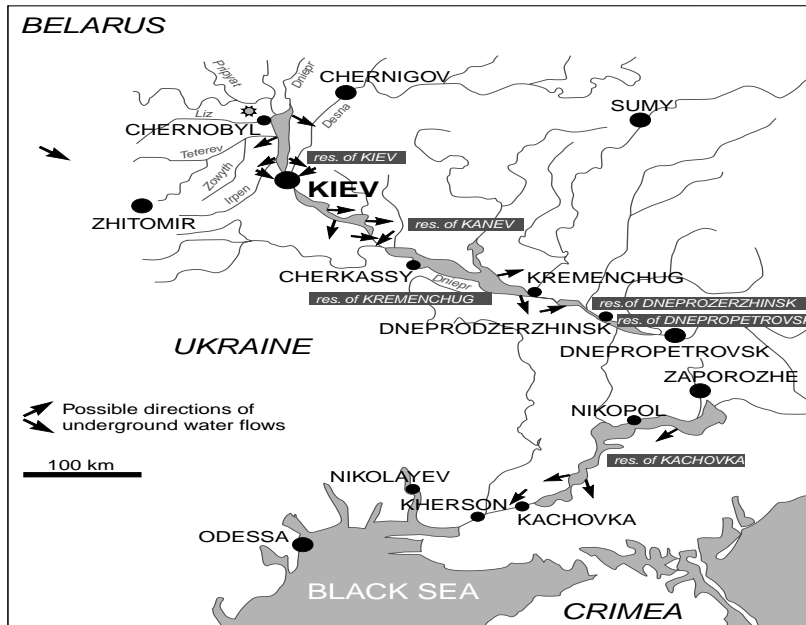 BELARUS
Pripyat
Dniepr
CHERNIGOV
Liz
Desna
SUMY
CHERNOBYL
Teterev
res. of KIEV
Zowyth
KIEV
Irpen
ZHITOMIR
res. of KANEV
CHERKASSY
Dniepr
KREMENCHUG
res. of KREMENCHUG
res. of DNEPROZERZHINSK
res. of DNEPROPETROVSK
DNEPRODZERZHINSK
UKRAINE
DNEPROPETROVSK
ZAPOROZHE
Possible directions of
underground water flows
NIKOPOL
100 km
res. of KACHOVKA
NIKOLAYEV
KHERSON
KACHOVKA
ODESSA
BLACK SEA
CRIMEA